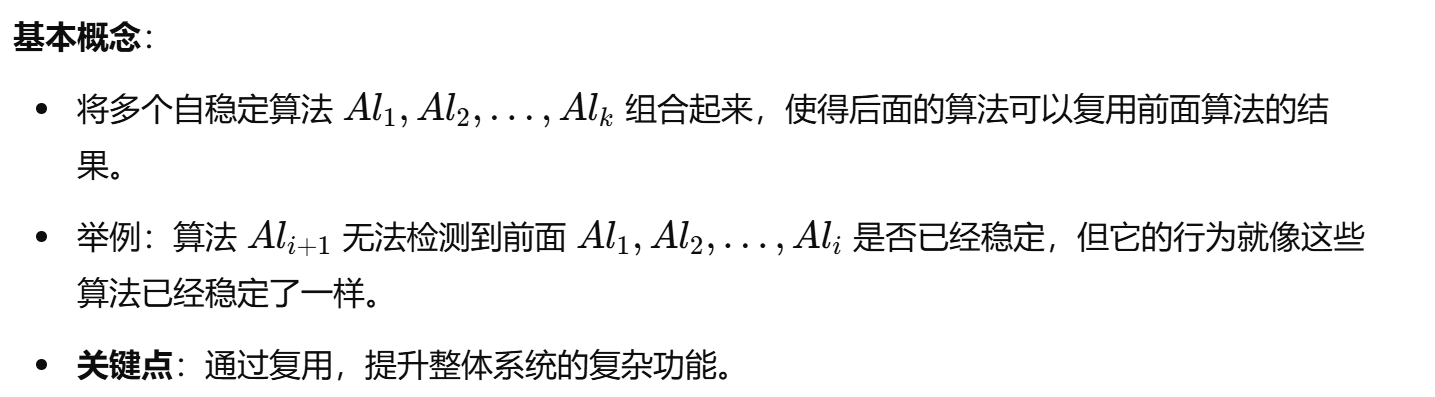 基本概念：
• 将多个自稳定算法 Al₁, Al₂, …, Alₖ 组合起来，使得后面的算法可以复用前面算法的结
果。
• 举例：算法 Alᵢ₊₁ 无法检测到前面 Al₁, Al₂, …, Alᵢ 是否已经稳定，但它的行为就像这些
算法已经稳定了一样。
• 关键点：通过复用，提升整体系统的复杂功能。